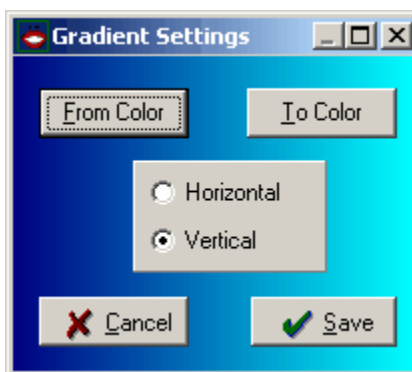 Gradient Settings
From Color To Color
Horizontal
Vertical
Cancel Save